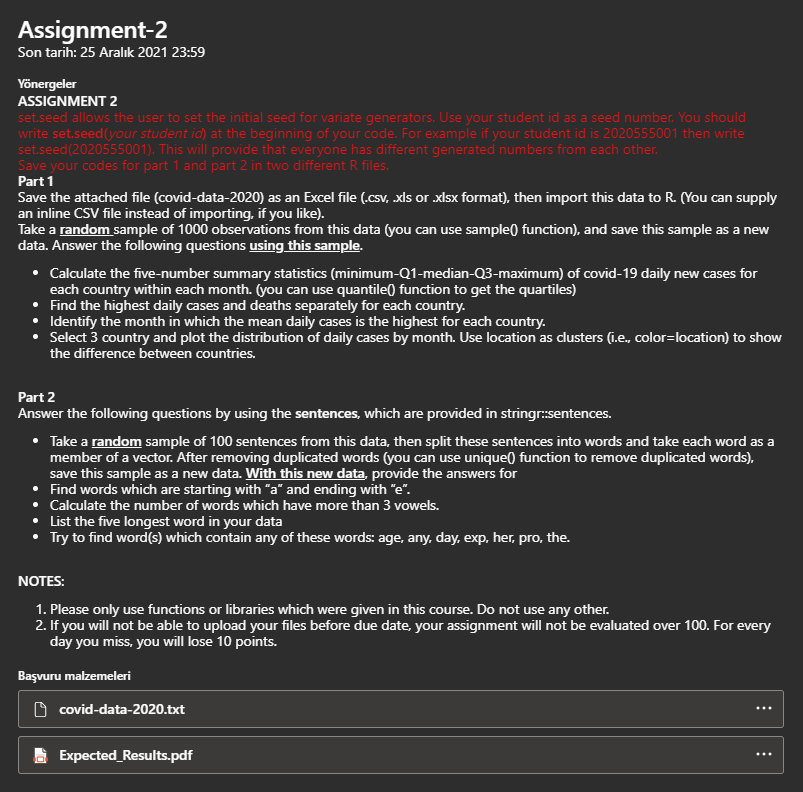 Assignment-2
Son tarih: 25 Aralık 2021 23:59
Yönergeler
ASSIGNMENT 2
set.seed allows the user to set the initial seed for variate generators. Use your student id as a seed number. You should
write set.seed(your student id) at the beginning of your code. For example if your student id is 2020555001 then write
set.seed(2020555001). This will provide that everyone has different generated numbers from each other.
Save your codes for part 1 and part 2 in two different R files.
Part 1
Save the attached file (covid-data-2020) as an Excel file (.csv, .xls or .xlsx format), then import this data to R. (You can supply
an inline CSV file instead of importing, if you like).
Take a random sample of 1000 observations from this data (you can use sample() function), and save this sample as a new
data. Answer the following questions using this sample.
• Calculate the five-number summary statistics (minimum-Q1-median-Q3-maximum) of covid-19 daily new cases for
each country within each month. (you can use quantile() function to get the quartiles)
• Find the highest daily cases and deaths separately for each country.
• Identify the month in which the mean daily cases is the highest for each country.
• Select 3 country and plot the distribution of daily cases by month. Use location as clusters (i.e., color=location) to show
the difference between countries.
Part 2
Answer the following questions by using the sentences, which are provided in stringr::sentences.
• Take a random sample of 100 sentences from this data, then split these sentences into words and take each word as a
member of a vector. After removing duplicated words (you can use unique() function to remove duplicated words),
save this sample as a new data. With this new data, provide the answers for
• Find words which are starting with “a” and ending with “e”.
• Calculate the number of words which have more than 3 vowels.
• List the five longest word in your data
• Try to find word(s) which contain any of these words: age, any, day, exp, her, pro, the.
NOTES:
1. Please only use functions or libraries which were given in this course. Do not use any other.
2. If you will not be able to upload your files before due date, your assignment will not be evaluated over 100. For every
day you miss, you will lose 10 points.
Başvuru malzemeleri
covid-data-2020.txt
Expected_Results.pdf